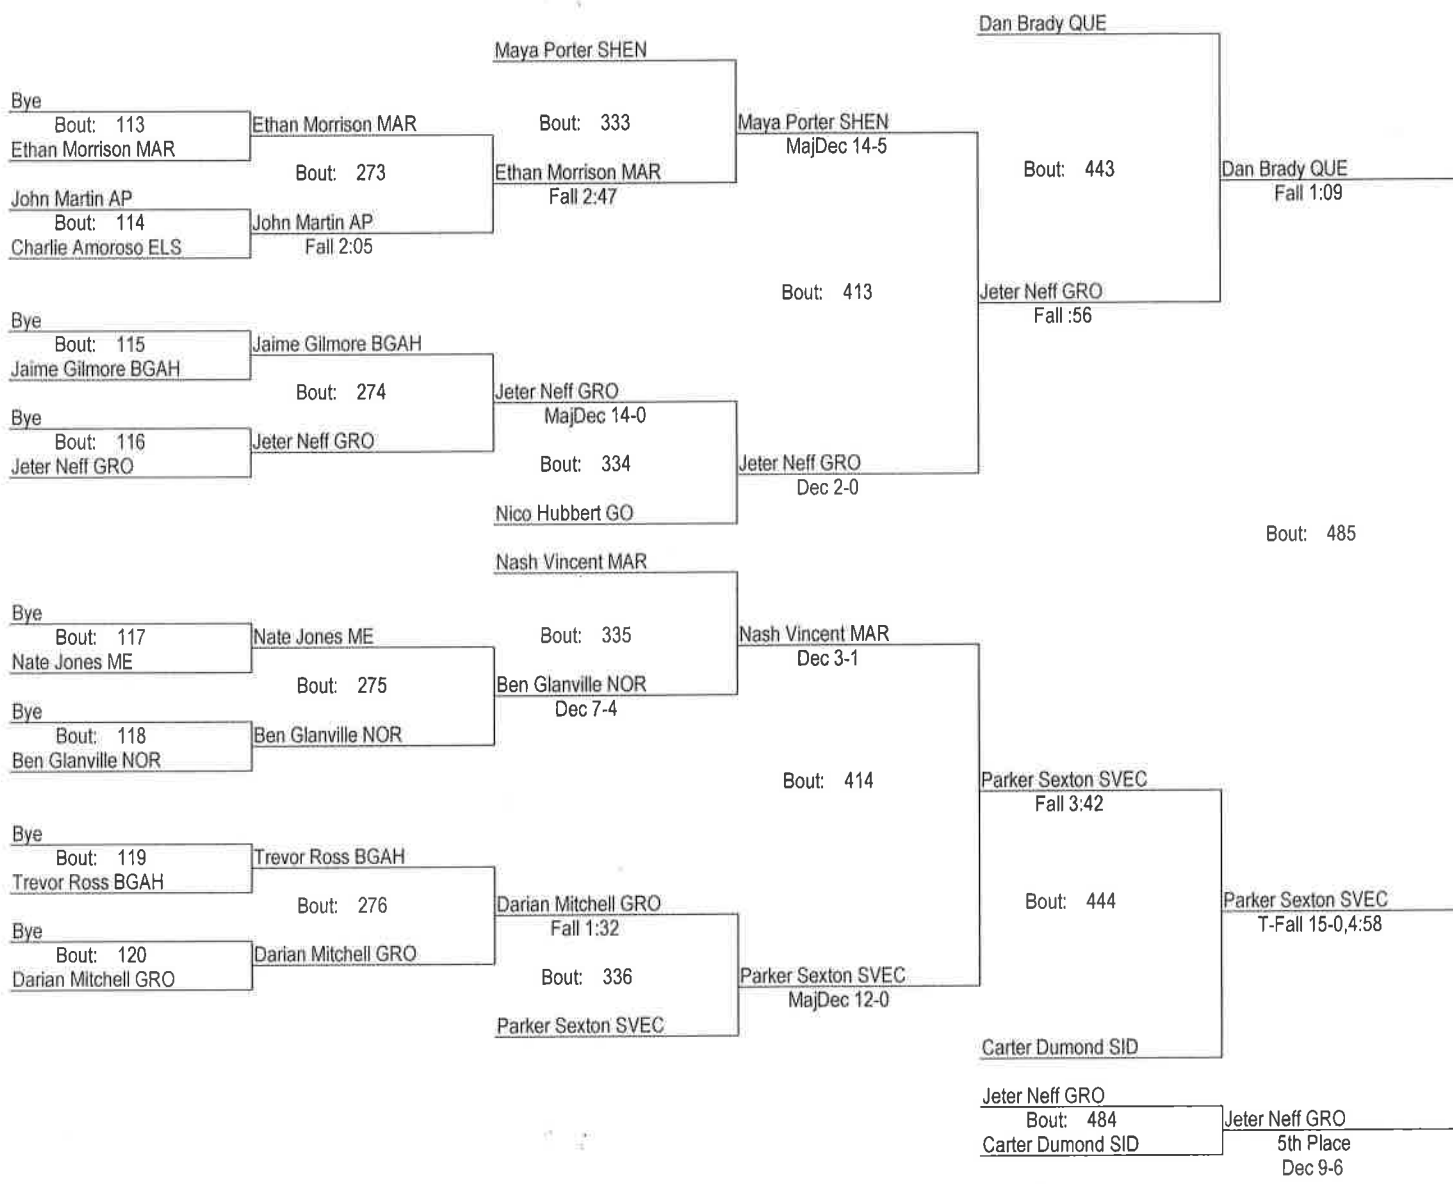 Dan Brady QUE
Maya Porter SHEN
Bye
Bout: 113
Ethan Morrison MAR
Ethan Morrison MAR
Bout: 333
Maya Porter SHEN
MajDec 14-5
Bout: 273
Ethan Morrison MAR
Fall 2:47
Bout: 443
Dan Brady QUE
Fall 1:09
John Martin AP
Bout: 114
Charlie Amoroso ELS
John Martin AP
Fall 2:05
Bout: 413
Jeter Neff GRO
Fall :56
Bye
Bout: 115
Jaime Gilmore BGAH
Jaime Gilmore BGAH
Bout: 274
Jeter Neff GRO
MajDec 14-0
Bye
Bout: 116
Jeter Neff GRO
Jeter Neff GRO
Bout: 334
Jeter Neff GRO
Dec 2-0
Nico Hubbert GO
Bout: 485
Nash Vincent MAR
Bye
Bout: 117
Nate Jones ME
Nate Jones ME
Bout: 335
Nash Vincent MAR
Dec 3-1
Bout: 275
Ben Glanville NOR
Dec 7-4
Bye
Bout: 118
Ben Glanville NOR
Ben Glanville NOR
Bout: 414
Parker Sexton SVEC
Fall 3:42
Bye
Bout: 119
Trevor Ross BGAH
Trevor Ross BGAH
Bout: 276
Darian Mitchell GRO
Fall 1:32
Bout: 444
Parker Sexton SVEC
T-Fall 15-0,4:58
Bye
Bout: 120
Darian Mitchell GRO
Darian Mitchell GRO
Bout: 336
Parker Sexton SVEC
MajDec 12-0
Parker Sexton SVEC
Carter Dumond SID
Jeter Neff GRO
Bout: 484
Carter Dumond SID
Jeter Neff GRO
5th Place
Dec 9-6